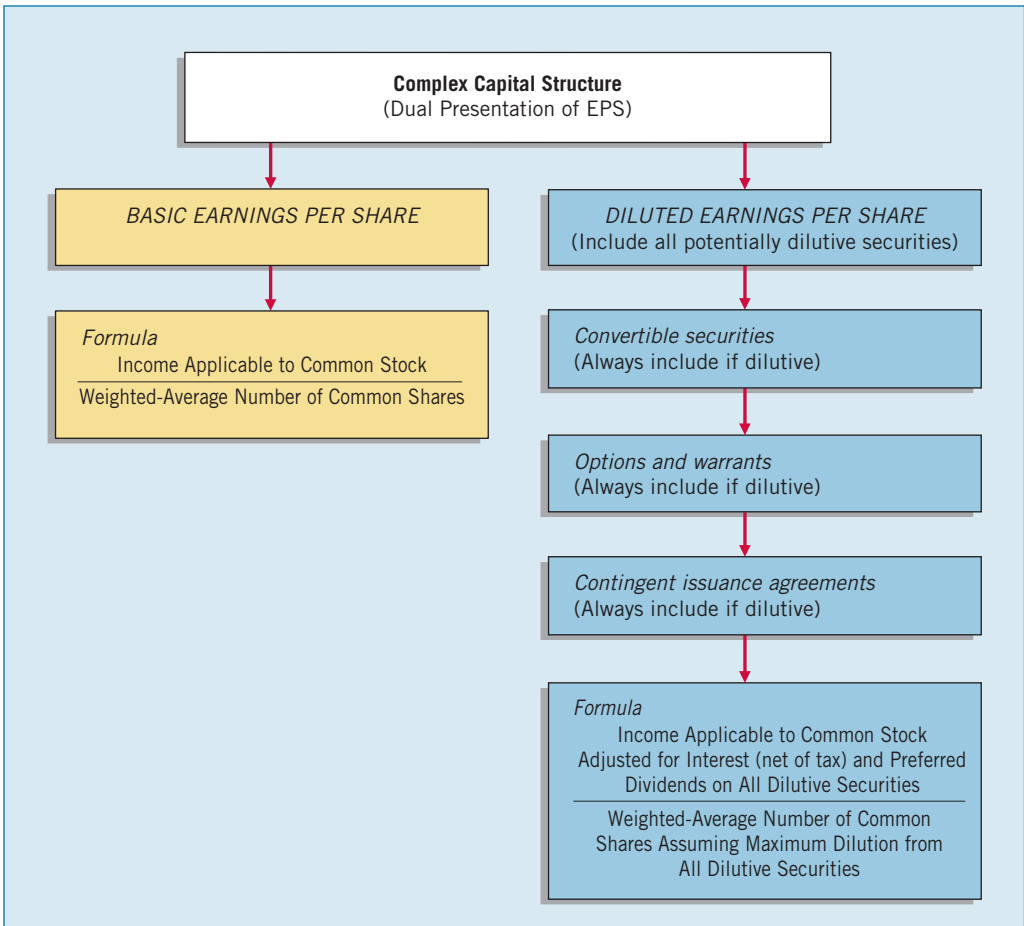 Complex Capital Structure
(Dual Presentation of EPS)
BASIC EARNINGS PER SHARE
Formula
Income Applicable to Common Stock
Weighted-Average Number of Common Shares
DILUTED EARNINGS PER SHARE
(Include all potentially dilutive securities)
Convertible securities
(Always include if dilutive)
Options and warrants
(Always include if dilutive)
Contingent issuance agreements
(Always include if dilutive)
Formula
Income Applicable to Common Stock
Adjusted for Interest (net of tax) and Preferred
Dividends on All Dilutive Securities
Weighted-Average Number of Common
Shares Assuming Maximum Dilution from
All Dilutive Securities